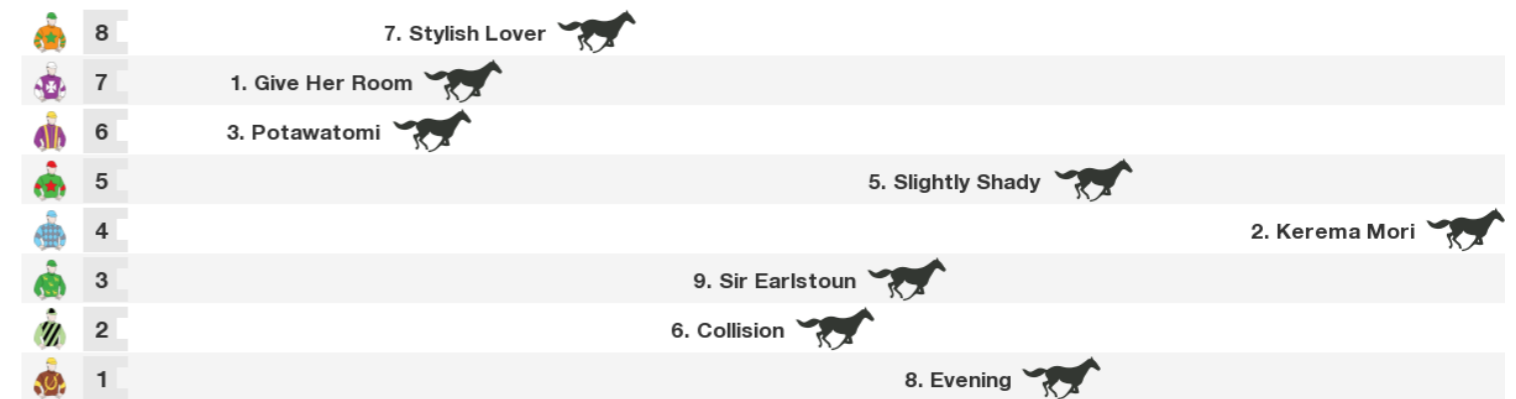 8 7. Stylish Lover
7 1. Give Her Room
6 3. Potawatomi
5 5. Slightly Shady
4 2. Kerema Mori
3 9. Sir Earlstoun
2 6. Collision
1 8. Evening